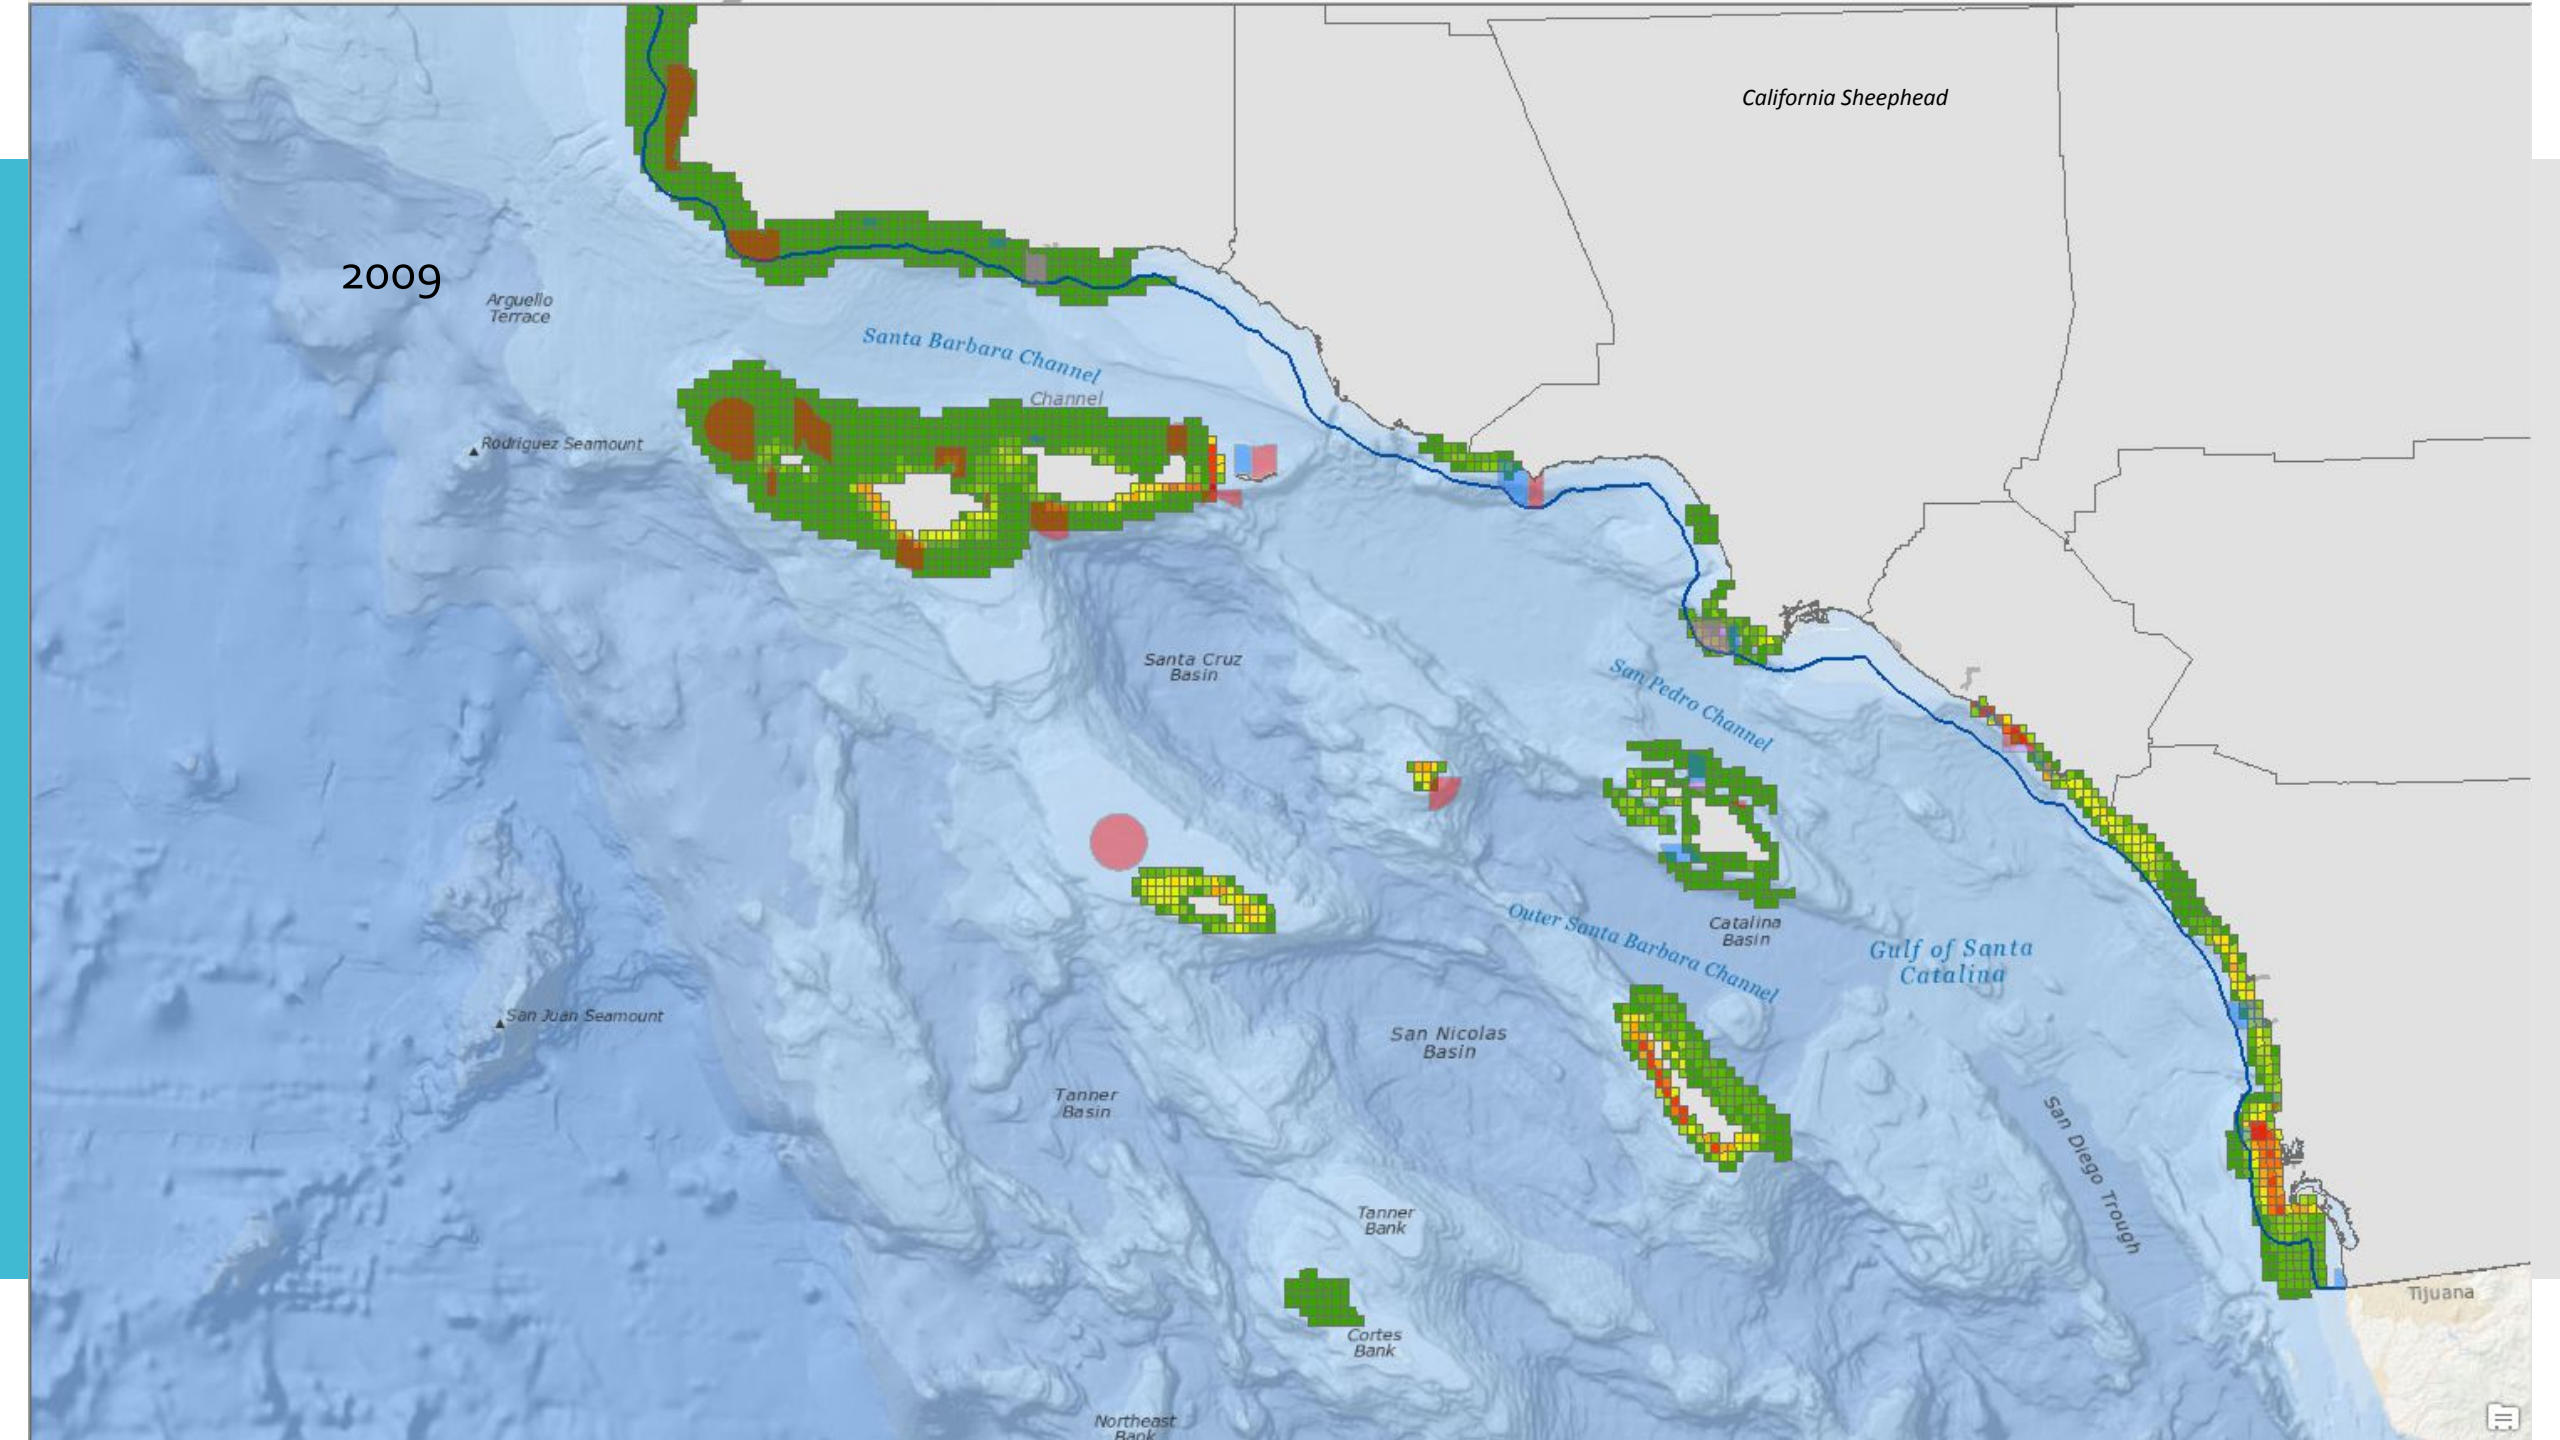 California Sheephead
2009
Arguello
Terrace
Santa Barbara Channel
Channel
Rodriguez Seamount
Santa Cruz
Basin
San Pedro Channel
Outer Santa Barbara Channel
Catalina
Basin
Gulf of Santa
Catalina
San Juan Seamount
San Nicolas
Basin
Tanner
Basin
San Diego Trough
Tanner
Bank
Cortes
Bank
Tijuana
Northeast
Bank